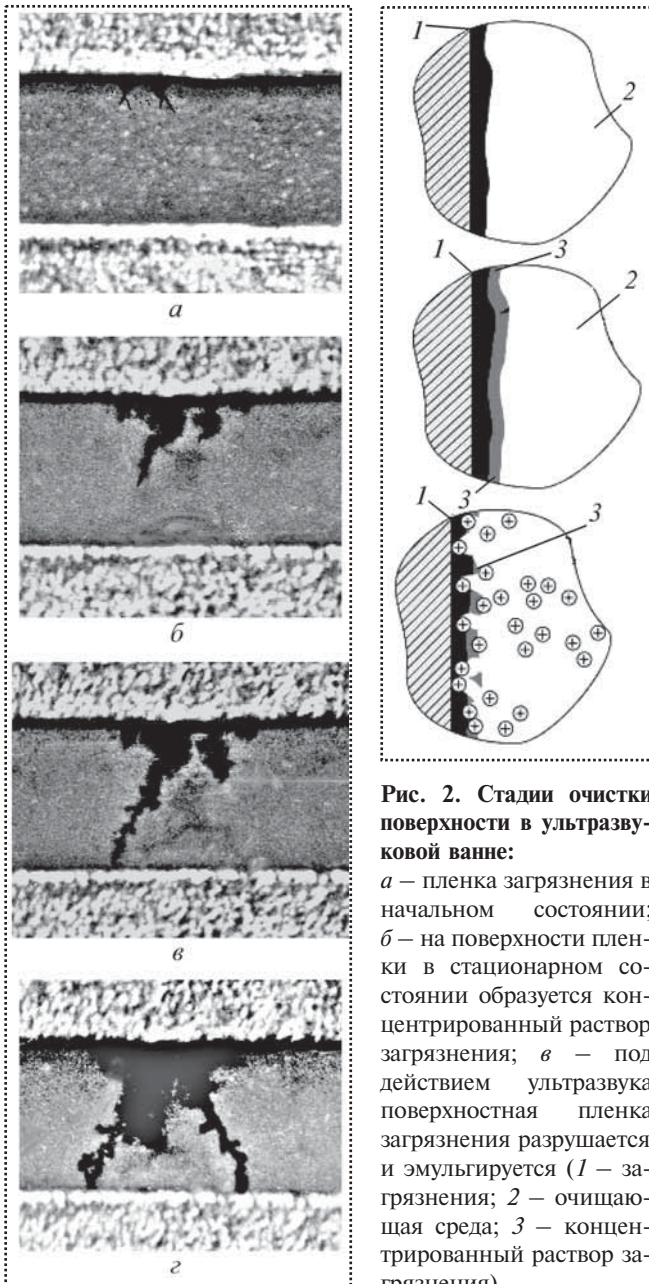 а
б
в
г
1
2
1
3
2
3
1
3
Рис. 2. Стадии очистки
поверхности в ультразву-
ковой ванне:
а – пленка загрязнения в
начальном состоянии;
б – на поверхности плен-
ки в стационарном со-
стоянии образуется кон-
центрированный раствор
загрязнения; в – под
действием ультразвука
поверхностная пленка
загрязнения разрушается
и эмульгируется (1 – за-
грязнения; 2 – очищаю-
щая среда; 3 – концен-
трированный раствор за-
грязнения)